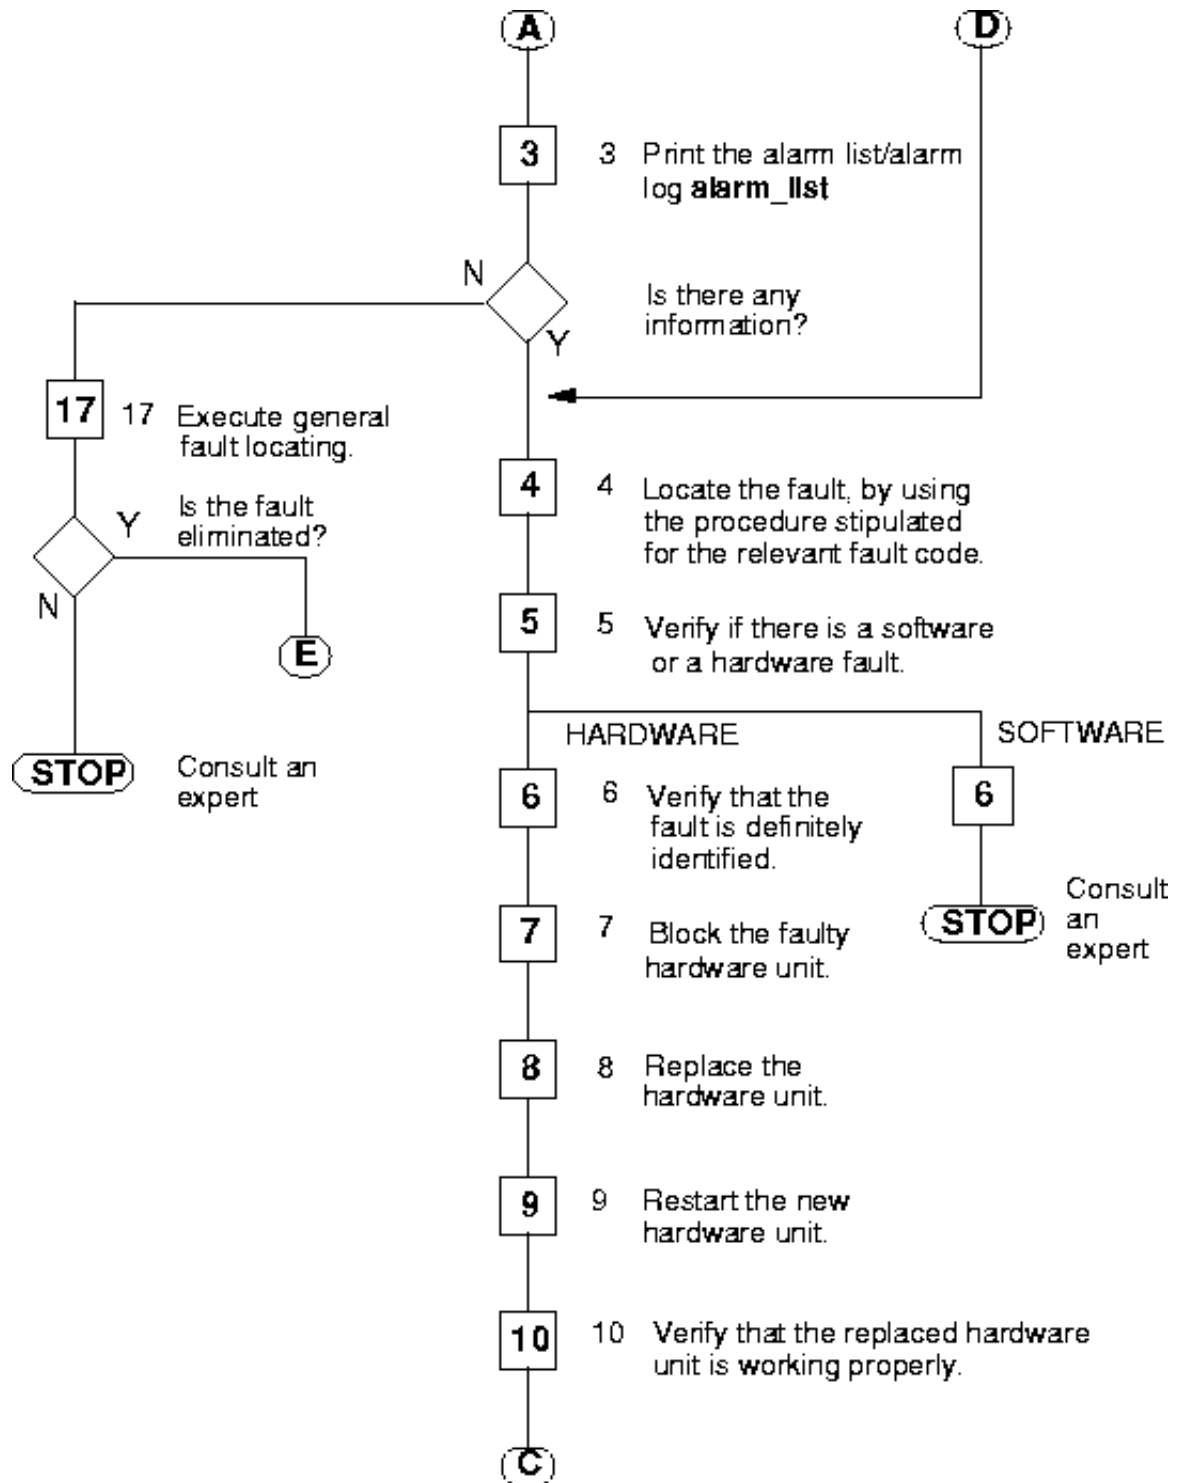 A
D
3
3 Print the alarm list/alarm
log alarm_list
N
Is there any
information?
Y
17
17 Execute general
fault locating.
4
4 Locate the fault, by using
the procedure stipulated
for the relevant fault code.
Y
Is the fault
eliminated?
N
E
5
5 Verify if there is a software
or a hardware fault.
HARDWARE
SOFTWARE
STOP
Consult an
expert
6
6 Verify that the
fault is definitely
identified.
6
STOP
Consult
an
expert
7
7 Block the faulty
hardware unit.
8
8 Replace the
hardware unit.
9
9 Restart the new
hardware unit.
10
10 Verify that the replaced hardware
unit is working properly.
C